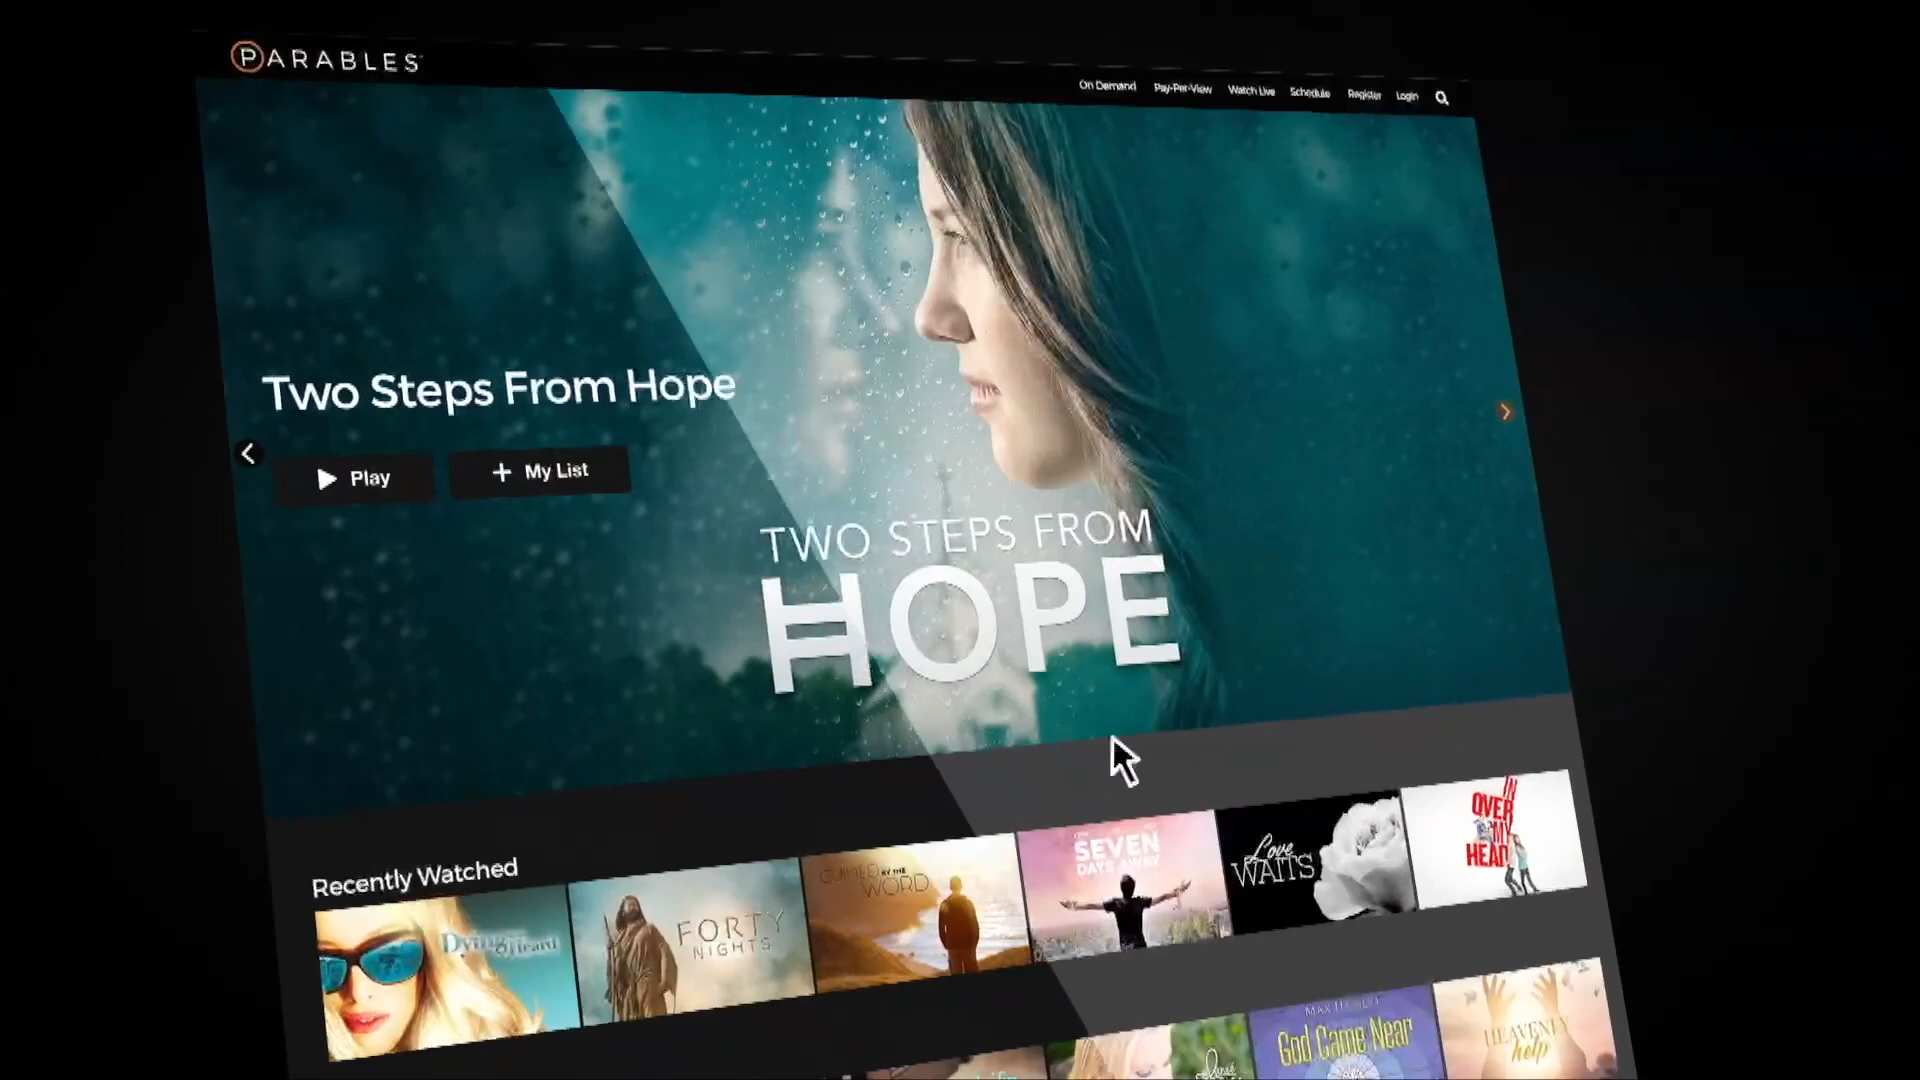 PARABLES
On Demand Pay-Per-View Watch Live Schedule Register Login
Two Steps From Hope
Play
+ My List
TWO STEPS FROM
HOPE
Recently Watched
FORTY
NIGHTS
GUIDED BY THE
WORD
SEVEN
DAYS AWAY
Love
WAITS
IN
OVER
MY
HEAD
God Came Near
HEAVENLY
help